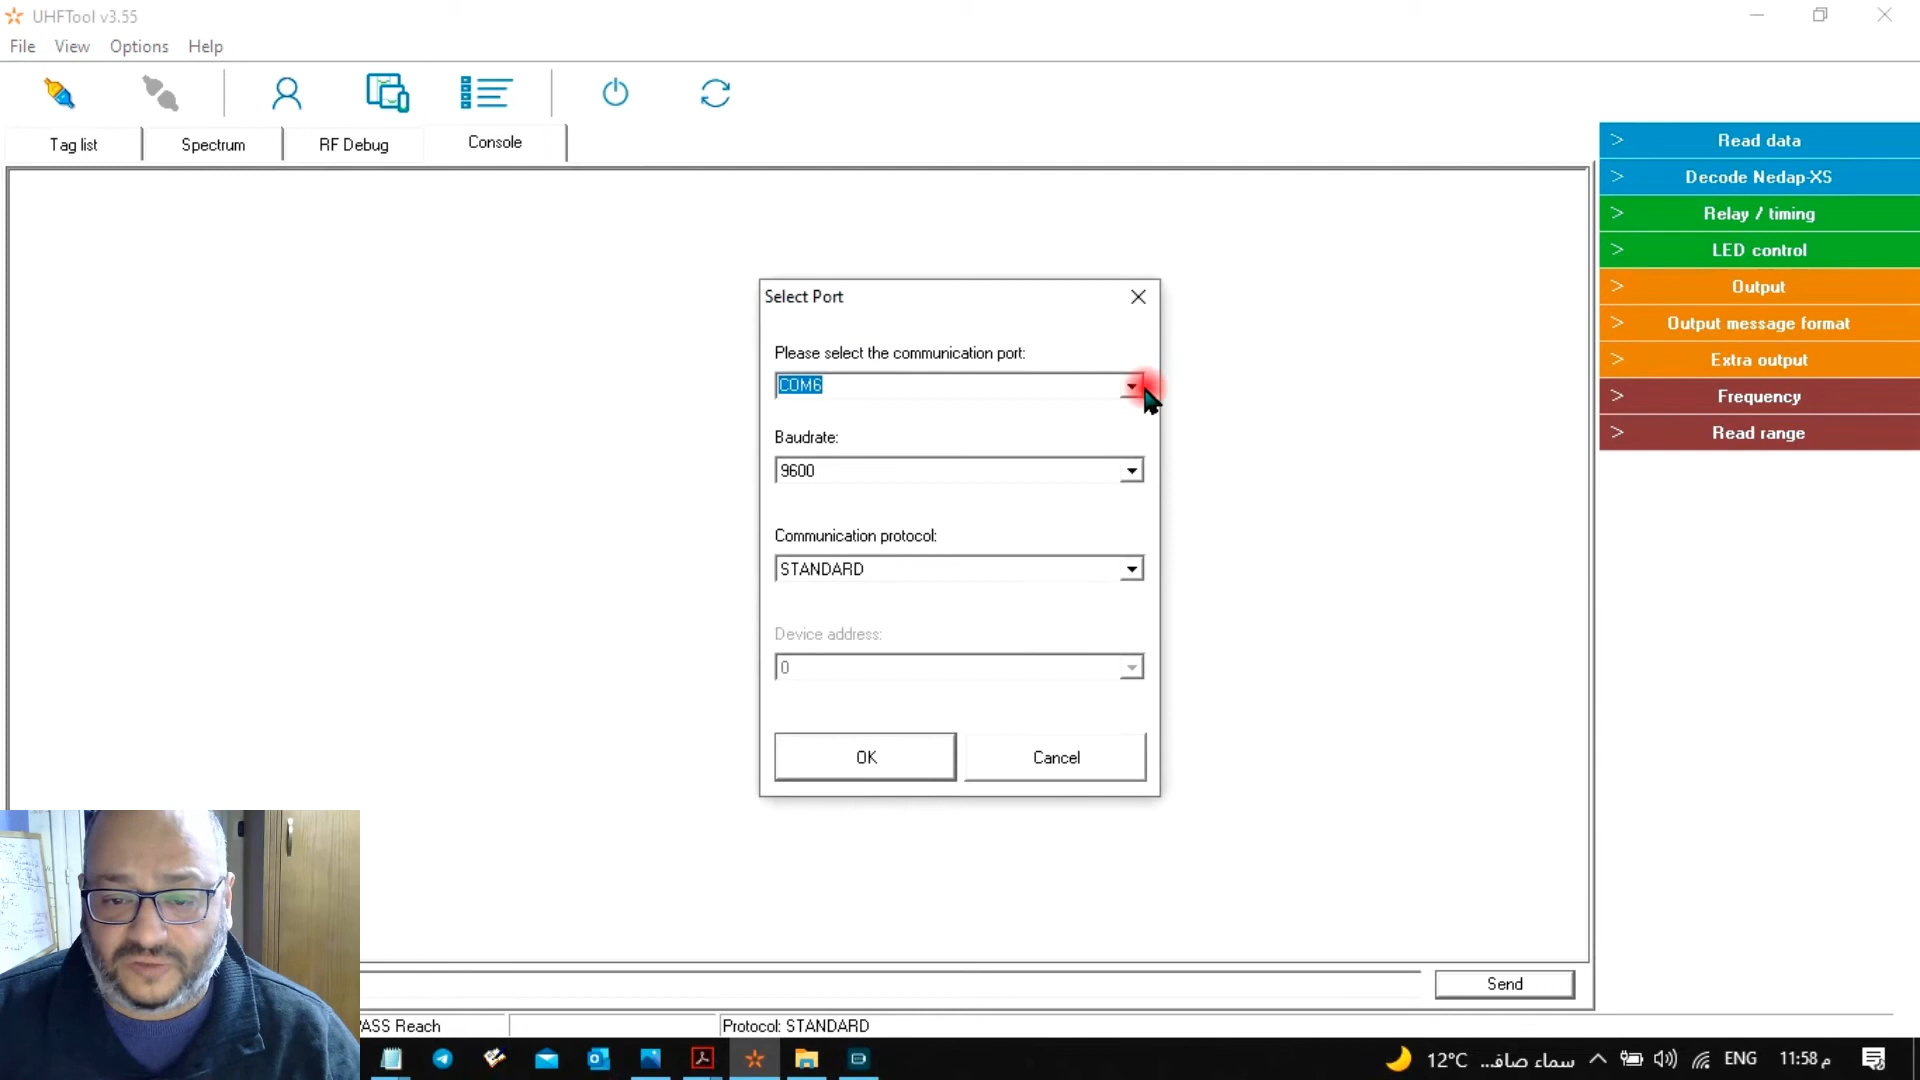 UHFTool v3.55
File View Options Help
Tag list Spectrum RF Debug Console
Read data
Decode Nedap-XS
Relay / timing
LED control
Output
Output message format
Extra output
Frequency
Read range
Select Port
Please select the communication port:
COM6
Baudrate:
9600
Communication protocol:
STANDARD
Device address:
0
OK Cancel
Send
PASS Reach
Protocol: STANDARD
12°C سماء صافـ... ENG 11:58 م